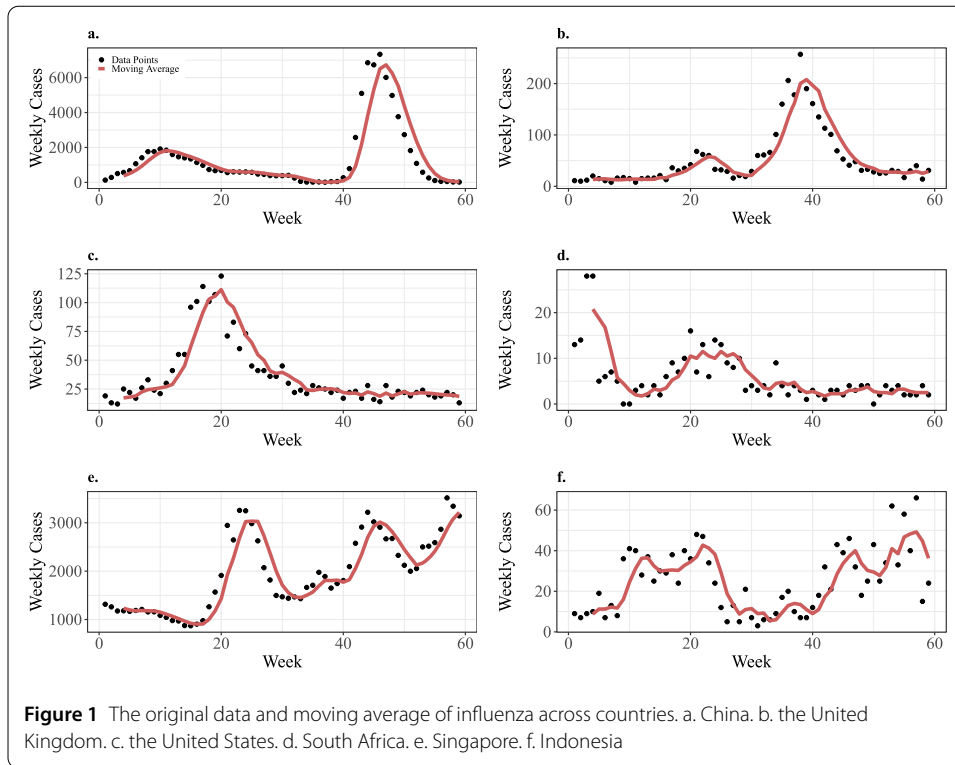 a.
Data Points
Moving Average
Weekly Cases
6000
4000
2000
0
0
20
40
60
Week
b.
Weekly Cases
200
100
0
0
20
40
60
Week
c.
Weekly Cases
125
100
75
50
25
0
20
40
60
Week
d.
Weekly Cases
20
10
0
0
20
40
60
Week
e.
Weekly Cases
3000
2000
1000
0
20
40
60
Week
f.
Weekly Cases
60
40
20
0
0
20
40
60
Week
Figure 1 The original data and moving average of influenza across countries. a. China. b. the United
Kingdom. c. the United States. d. South Africa. e. Singapore. f. Indonesia